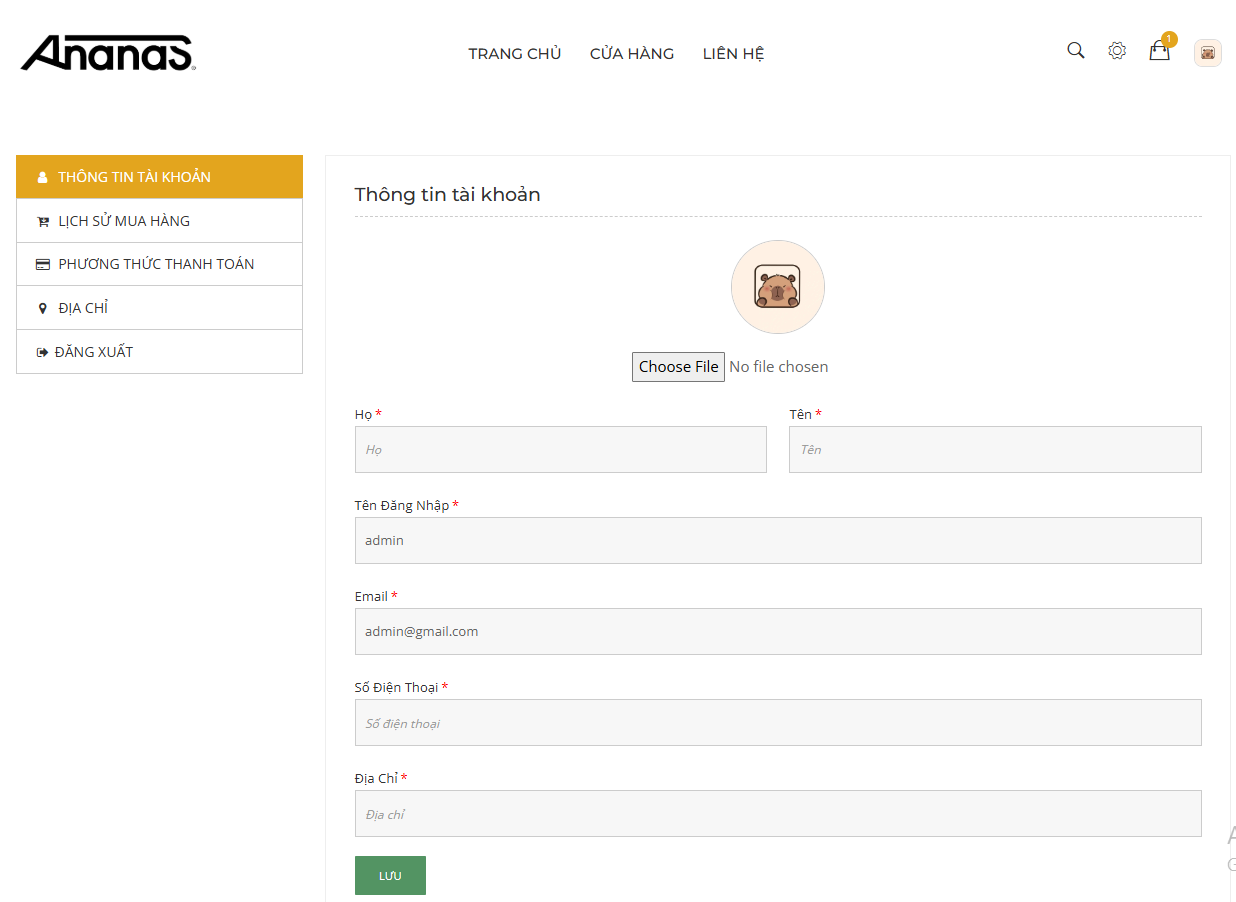 Ananas
TRANG CHỦ CỬA HÀNG LIÊN HỆ
1
THÔNG TIN TÀI KHOẢN
LỊCH SỬ MUA HÀNG
PHƯƠNG THỨC THANH TOÁN
ĐỊA CHỈ
ĐĂNG XUẤT
Thông tin tài khoản
Choose File No file chosen
Họ * Tên *
Họ Tên
Tên Đăng Nhập *
admin
Email *
admin@gmail.com
Số Điện Thoại *
Số điện thoại
Địa Chỉ *
Địa chỉ
LƯU